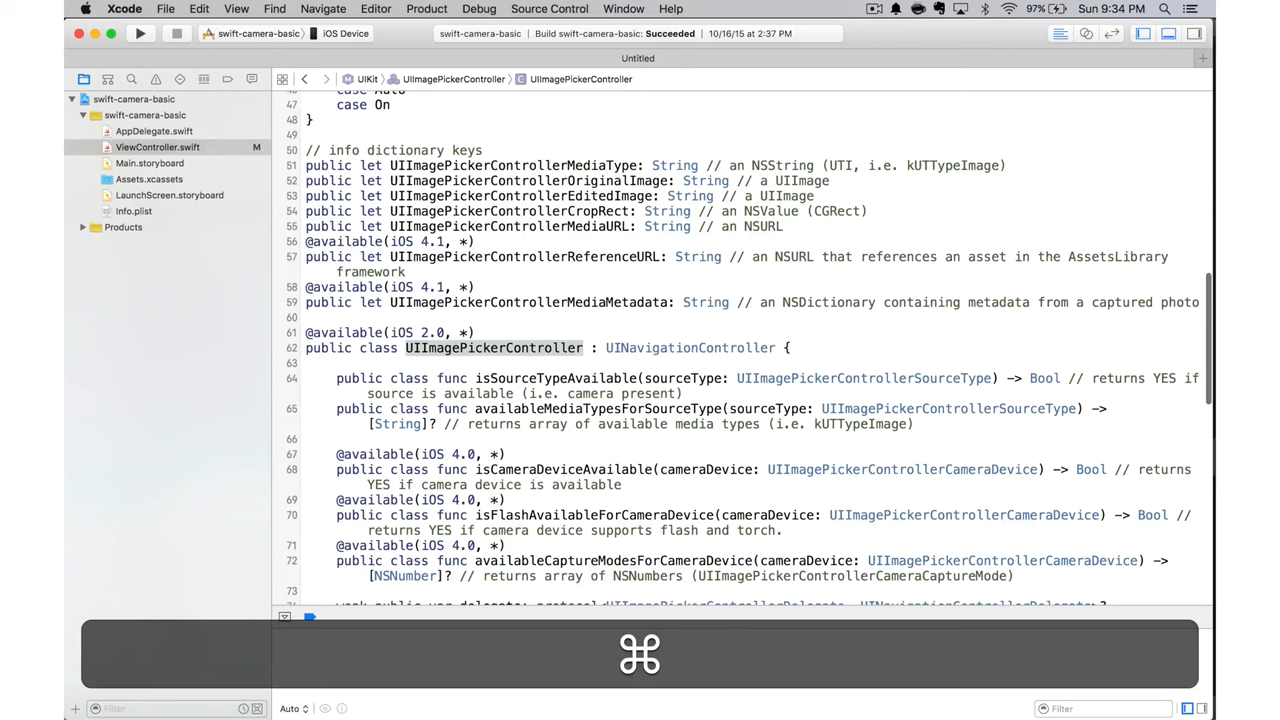 Xcode File Edit View Find Navigate Editor Product Debug Source Control Window Help 97% Sun 9:34 PM
swift-camera-basic iOS Device swift-camera-basic Build swift-camera-basic: Succeeded 10/16/15 at 2:37 PM
Untitled
UIKit UIImagePickerController UIImagePickerController
swift-camera-basic
swift-camera-basic
AppDelegate.swift
ViewController.swift M
Main.storyboard
Assets.xcassets
LaunchScreen.storyboard
Info.plist
Products
case Auto
47 case On
48 }
49
50 // info dictionary keys
51 public let UIImagePickerControllerMediaType: String // an NSString (UTI, i.e. kUTTypeImage)
52 public let UIImagePickerControllerOriginalImage: String // a UIImage
53 public let UIImagePickerControllerEditedImage: String // a UIImage
54 public let UIImagePickerControllerCropRect: String // an NSValue (CGRect)
55 public let UIImagePickerControllerMediaURL: String // an NSURL
56 @available(iOS 4.1, *)
57 public let UIImagePickerControllerReferenceURL: String // an NSURL that references an asset in the AssetsLibrary
framework
58 @available(iOS 4.1, *)
59 public let UIImagePickerControllerMediaMetadata: String // an NSDictionary containing metadata from a captured photo
60
61 @available(iOS 2.0, *)
62 public class UIImagePickerController : UINavigationController {
63
64 public class func isSourceTypeAvailable(sourceType: UIImagePickerControllerSourceType) -> Bool // returns YES if
source is available (i.e. camera present)
65 public class func availableMediaTypesForSourceType(sourceType: UIImagePickerControllerSourceType) ->
[String]? // returns array of available media types (i.e. kUTTypeImage)
66
67 @available(iOS 4.0, *)
68 public class func isCameraDeviceAvailable(cameraDevice: UIImagePickerControllerCameraDevice) -> Bool // returns
YES if camera device is available
69 @available(iOS 4.0, *)
70 public class func isFlashAvailableForCameraDevice(cameraDevice: UIImagePickerControllerCameraDevice) -> Bool //
returns YES if camera device supports flash and torch.
71 @available(iOS 4.0, *)
72 public class func availableCaptureModesForCameraDevice(cameraDevice: UIImagePickerControllerCameraDevice) ->
[NSNumber]? // returns array of NSNumbers (UIImagePickerControllerCameraCaptureMode)
73
weak public var delegate: protocol<UIImagePickerControllerDelegate, UINavigationControllerDelegate>?
⌘
Filter Auto Filter